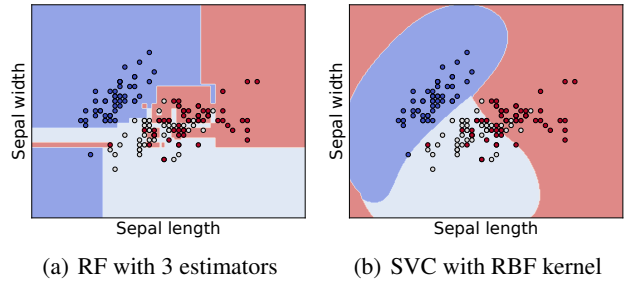 Sepal width
Sepal length
(a) RF with 3 estimators
Sepal width
Sepal length
(b) SVC with RBF kernel